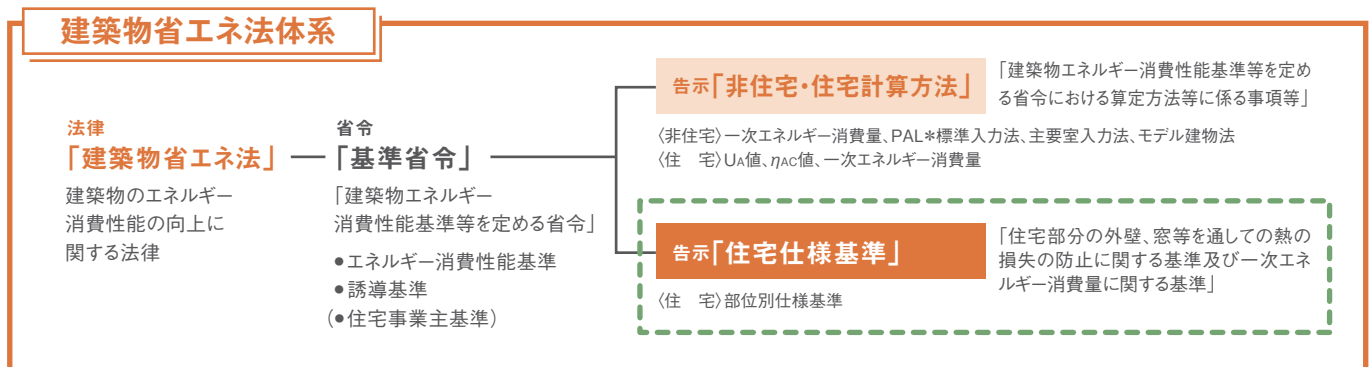 建築物省エネ法体系
法律
「建築物省エネ法」
建築物のエネルギー
消費性能の向上に
関する法律
省令
「基準省令」
「建築物エネルギー
消費性能基準等を定める省令」
●エネルギー消費性能基準
●誘導基準
(●住宅事業主基準)
告示「非住宅・住宅計算方法」
「建築物エネルギー消費性能基準等を定め
る省令における算定方法等に係る事項等」
〈非住宅〉一次エネルギー消費量、PAL*標準入力法、主要室入力法、モデル建物法
〈住　宅〉UA値、ηAC値、一次エネルギー消費量
告示「住宅仕様基準」
「住宅部分の外壁、窓等を通しての熱の
損失の防止に関する基準及び一次エネ
ルギー消費量に関する基準」
〈住　宅〉部位別仕様基準